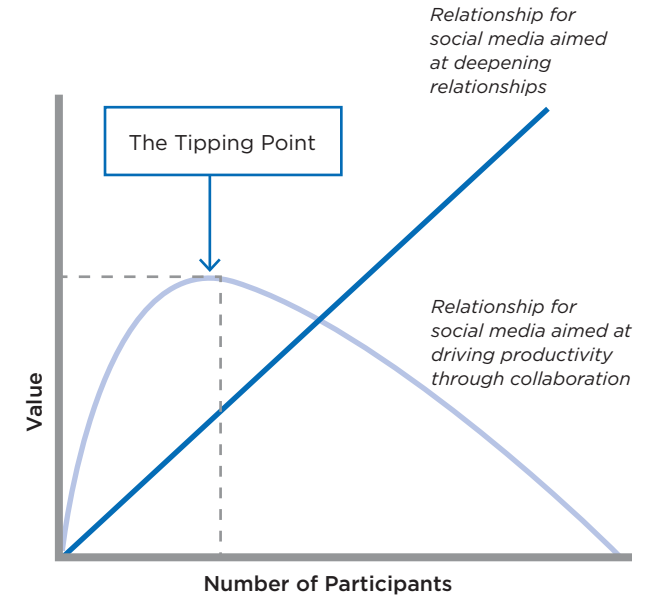 Relationship for
social media aimed
at deepening
relationships
The Tipping Point
Relationship for
social media aimed at
driving productivity
through collaboration
Value
Number of Participants